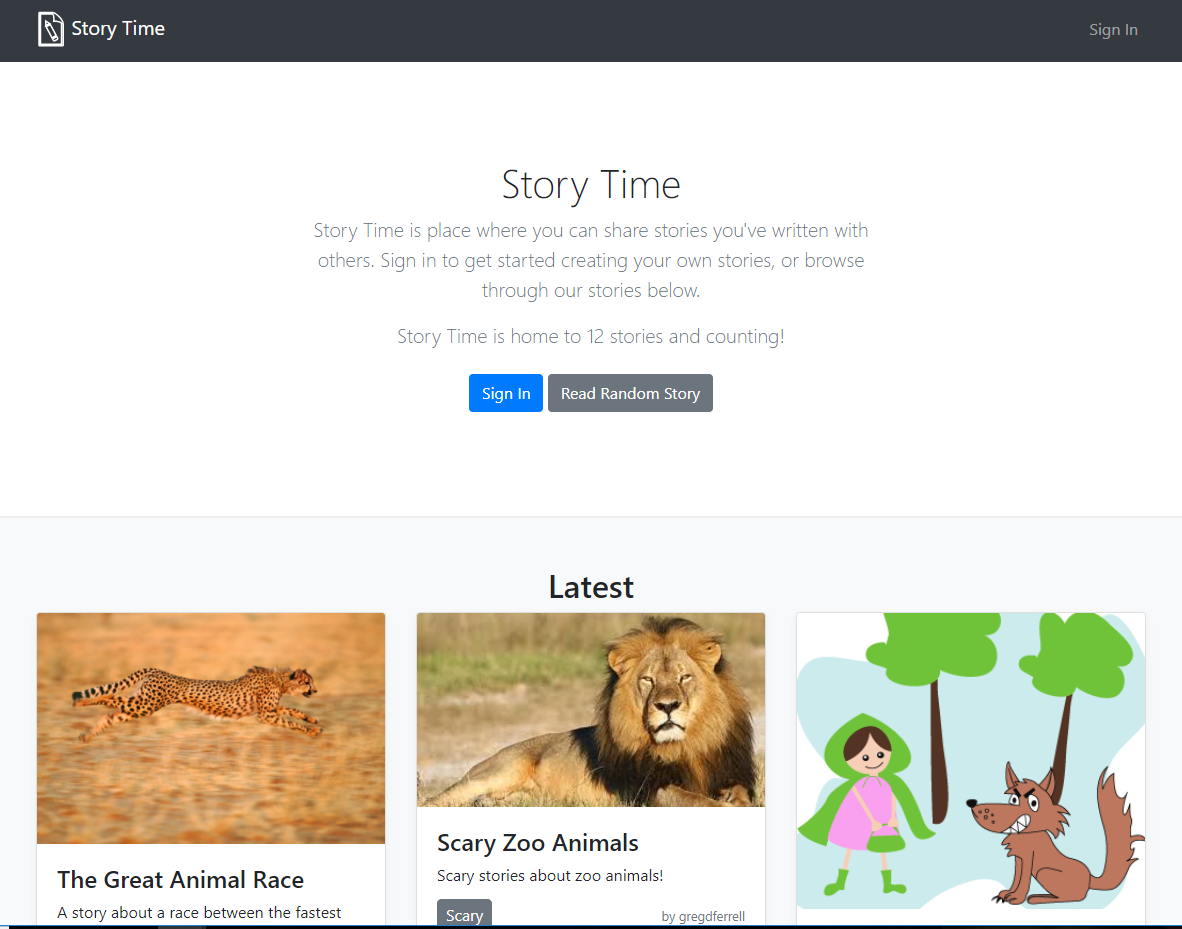 Story Time
Sign In
Story Time
Story Time is place where you can share stories you've written with
others. Sign in to get started creating your own stories, or browse
through our stories below.
Story Time is home to 12 stories and counting!
Sign In
Read Random Story
Latest
The Great Animal Race
A story about a race between the fastest
Scary Zoo Animals
Scary stories about zoo animals!
Scary
by gregdferrell